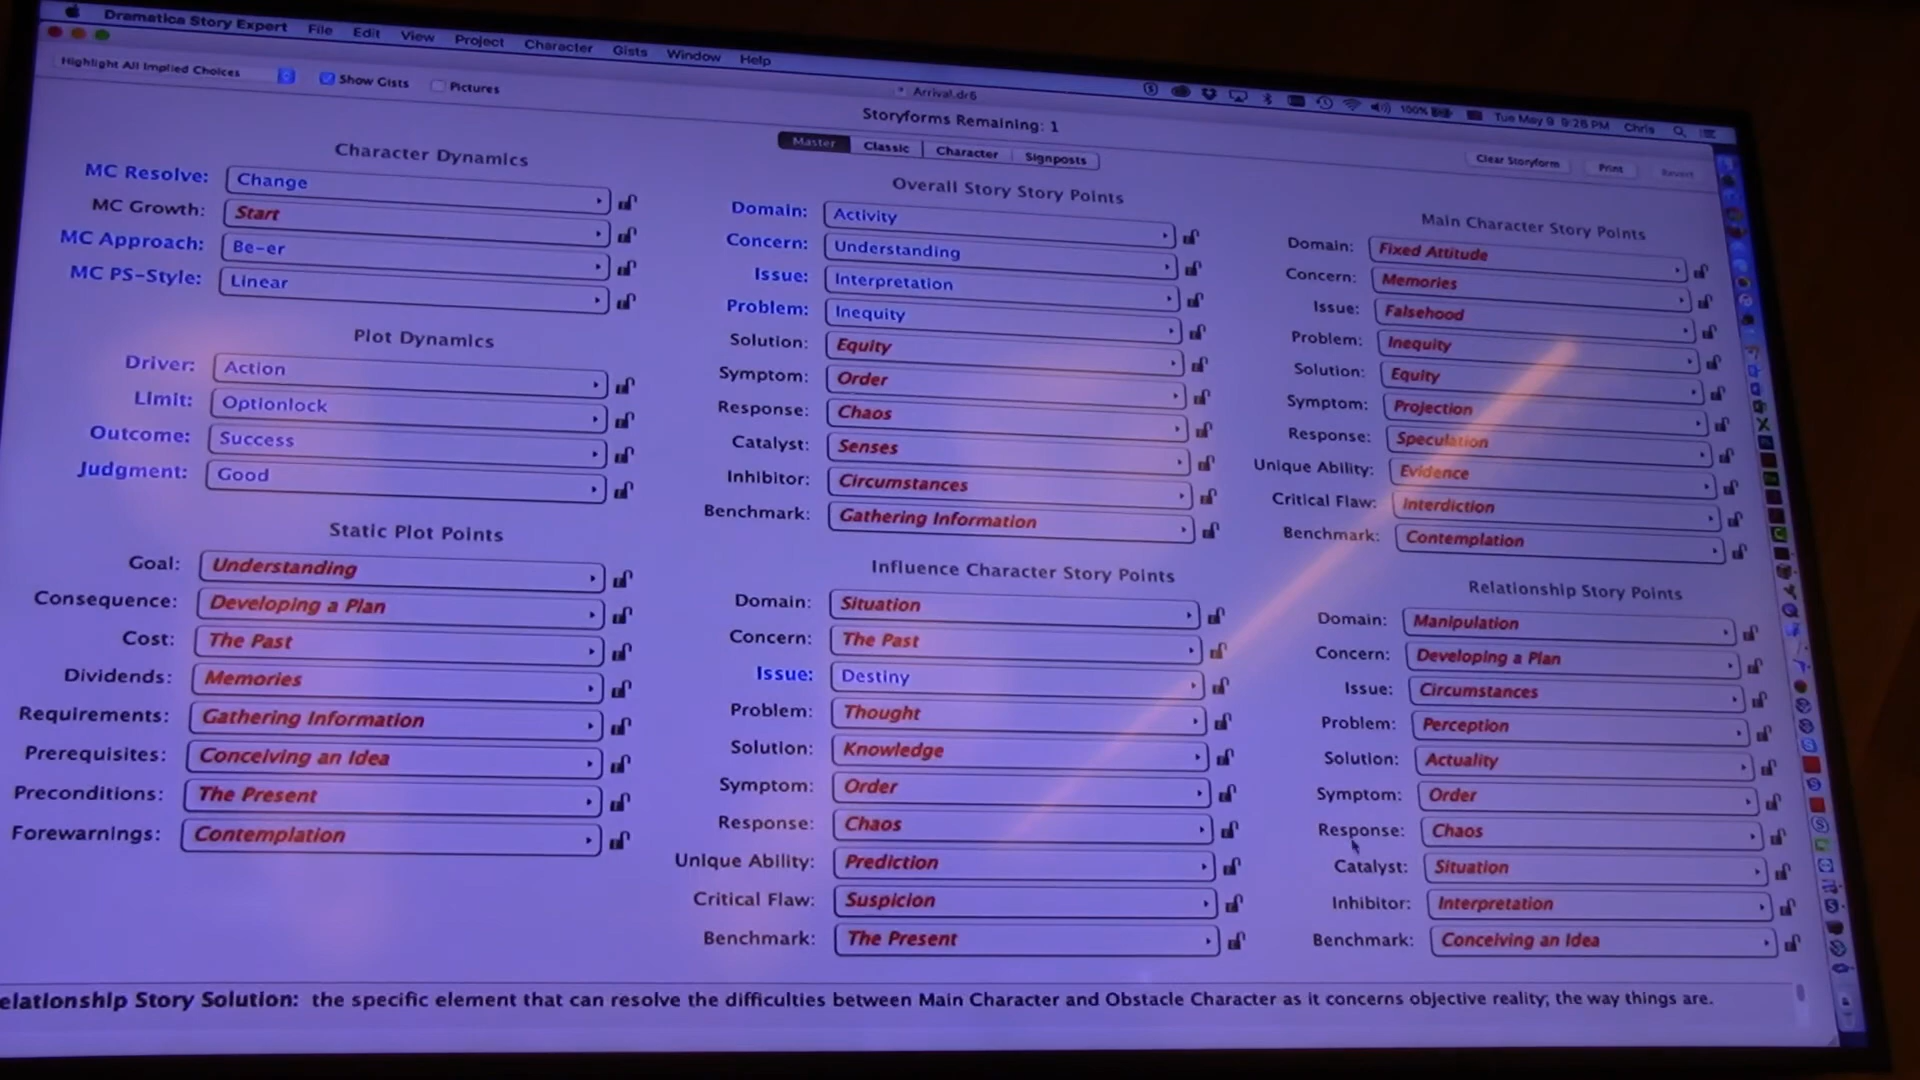 Dramatica Story Expert File Edit View Project Character Gists Window Help
100% Tue May 9 9:26 PM Chris
Highlight All Implied Choices Show Gists Pictures
Arrival.dr6
Storyforms Remaining: 1
Master Classic Character Signposts
Clear Storyform Print Revert
Character Dynamics
MC Resolve: Change
MC Growth: Start
MC Approach: Be-er
MC PS-Style: Linear
Plot Dynamics
Driver: Action
Limit: Optionlock
Outcome: Success
Judgment: Good
Static Plot Points
Goal: Understanding
Consequence: Developing a Plan
Cost: The Past
Dividends: Memories
Requirements: Gathering Information
Prerequisites: Conceiving an Idea
Preconditions: The Present
Forewarnings: Contemplation
Overall Story Story Points
Domain: Activity
Concern: Understanding
Issue: Interpretation
Problem: Inequity
Solution: Equity
Symptom: Order
Response: Chaos
Catalyst: Senses
Inhibitor: Circumstances
Benchmark: Gathering Information
Influence Character Story Points
Domain: Situation
Concern: The Past
Issue: Destiny
Problem: Thought
Solution: Knowledge
Symptom: Order
Response: Chaos
Unique Ability: Prediction
Critical Flaw: Suspicion
Benchmark: The Present
Main Character Story Points
Domain: Fixed Attitude
Concern: Memories
Issue: Falsehood
Problem: Inequity
Solution: Equity
Symptom: Projection
Response: Speculation
Unique Ability: Evidence
Critical Flaw: Interdiction
Benchmark: Contemplation
Relationship Story Points
Domain: Manipulation
Concern: Developing a Plan
Issue: Circumstances
Problem: Perception
Solution: Actuality
Symptom: Order
Response: Chaos
Catalyst: Situation
Inhibitor: Interpretation
Benchmark: Conceiving an Idea
elationship Story Solution: the specific element that can resolve the difficulties between Main Character and Obstacle Character as it concerns objective reality; the way things are.